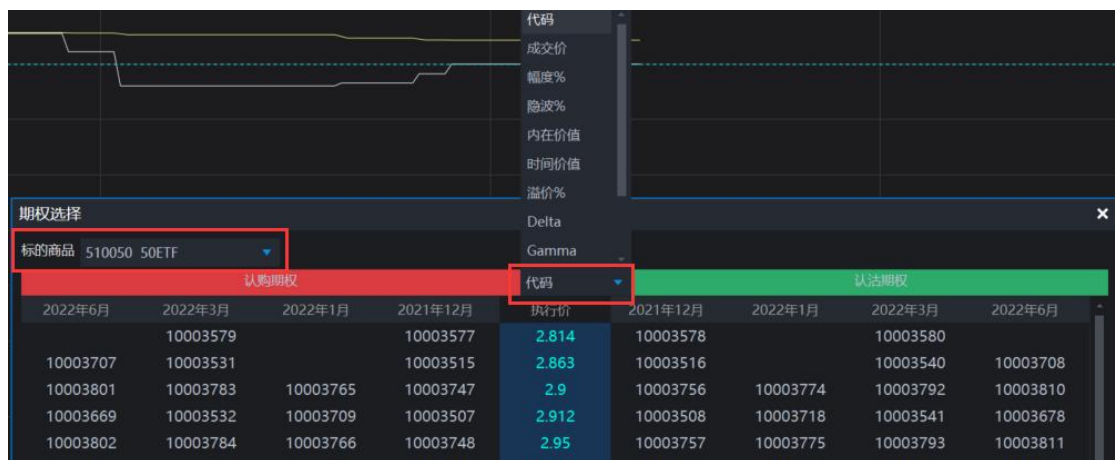 代码
成交价
幅度%
隐波%
内在价值
时间价值
溢价%
Delta
Gamma
期权选择
标的商品 510050 50ETF
认购期权 代码 认沽期权
2022年6月 2022年3月 2022年1月 2021年12月 执行价 2021年12月 2022年1月 2022年3月 2022年6月
10003579 10003577 2.814 10003578 10003580
10003707 10003531 10003515 2.863 10003516 10003540 10003708
10003801 10003783 10003765 10003747 2.9 10003756 10003774 10003792 10003810
10003669 10003532 10003709 10003507 2.912 10003508 10003718 10003541 10003678
10003802 10003784 10003766 10003748 2.95 10003757 10003775 10003793 10003811